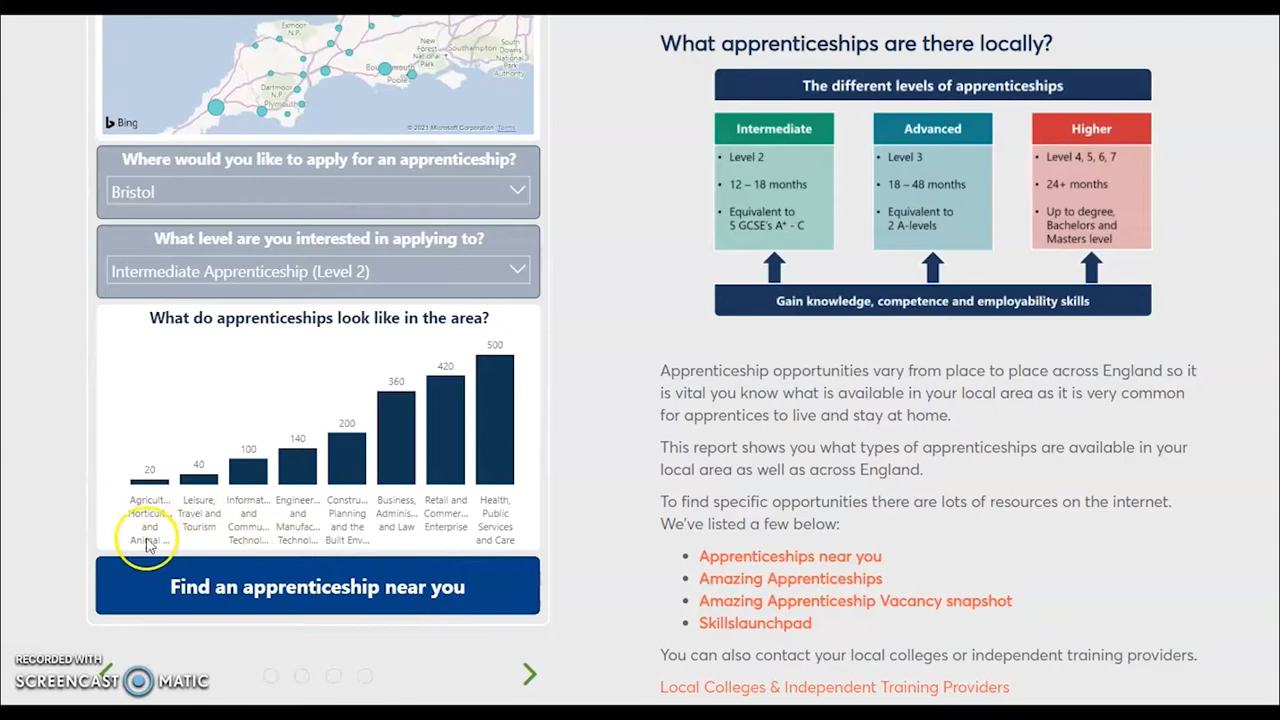 Exmoor
N.P.
New
Forest
National
Park
Southampton
South
Downs
National
Park
Authority
Bournemouth
Poole
Dartmoor
N.P.
Plymouth
Bing
© 2021 Microsoft Corporation Terms
Where would you like to apply for an apprenticeship?
Bristol
What level are you interested in applying to?
Intermediate Apprenticeship (Level 2)
What do apprenticeships look like in the area?
20
40
100
140
200
360
420
500
Agricult...
Horticult...
and
Animal ...
Leisure,
Travel and
Tourism
Informat...
and
Commu...
Technol...
Engineer...
and
Manufac...
Technol...
Constru...
Planning
and the
Built Env...
Business,
Adminis...
and Law
Retail and
Commer...
Enterprise
Health,
Public
Services
and Care
Find an apprenticeship near you
RECORDED WITH
SCREENCAST MATIC
What apprenticeships are there locally?
The different levels of apprenticeships
Intermediate
• Level 2
• 12 – 18 months
• Equivalent to
5 GCSE's A* - C
Advanced
• Level 3
• 18 – 48 months
• Equivalent to
2 A-levels
Higher
• Level 4, 5, 6, 7
• 24+ months
• Up to degree,
Bachelors and
Masters level
Gain knowledge, competence and employability skills
Apprenticeship opportunities vary from place to place across England so it
is vital you know what is available in your local area as it is very common
for apprentices to live and stay at home.
This report shows you what types of apprenticeships are available in your
local area as well as across England.
To find specific opportunities there are lots of resources on the internet.
We've listed a few below:
• Apprenticeships near you
• Amazing Apprenticeships
• Amazing Apprenticeship Vacancy snapshot
• Skillslaunchpad
You can also contact your local colleges or independent training providers.
Local Colleges & Independent Training Providers